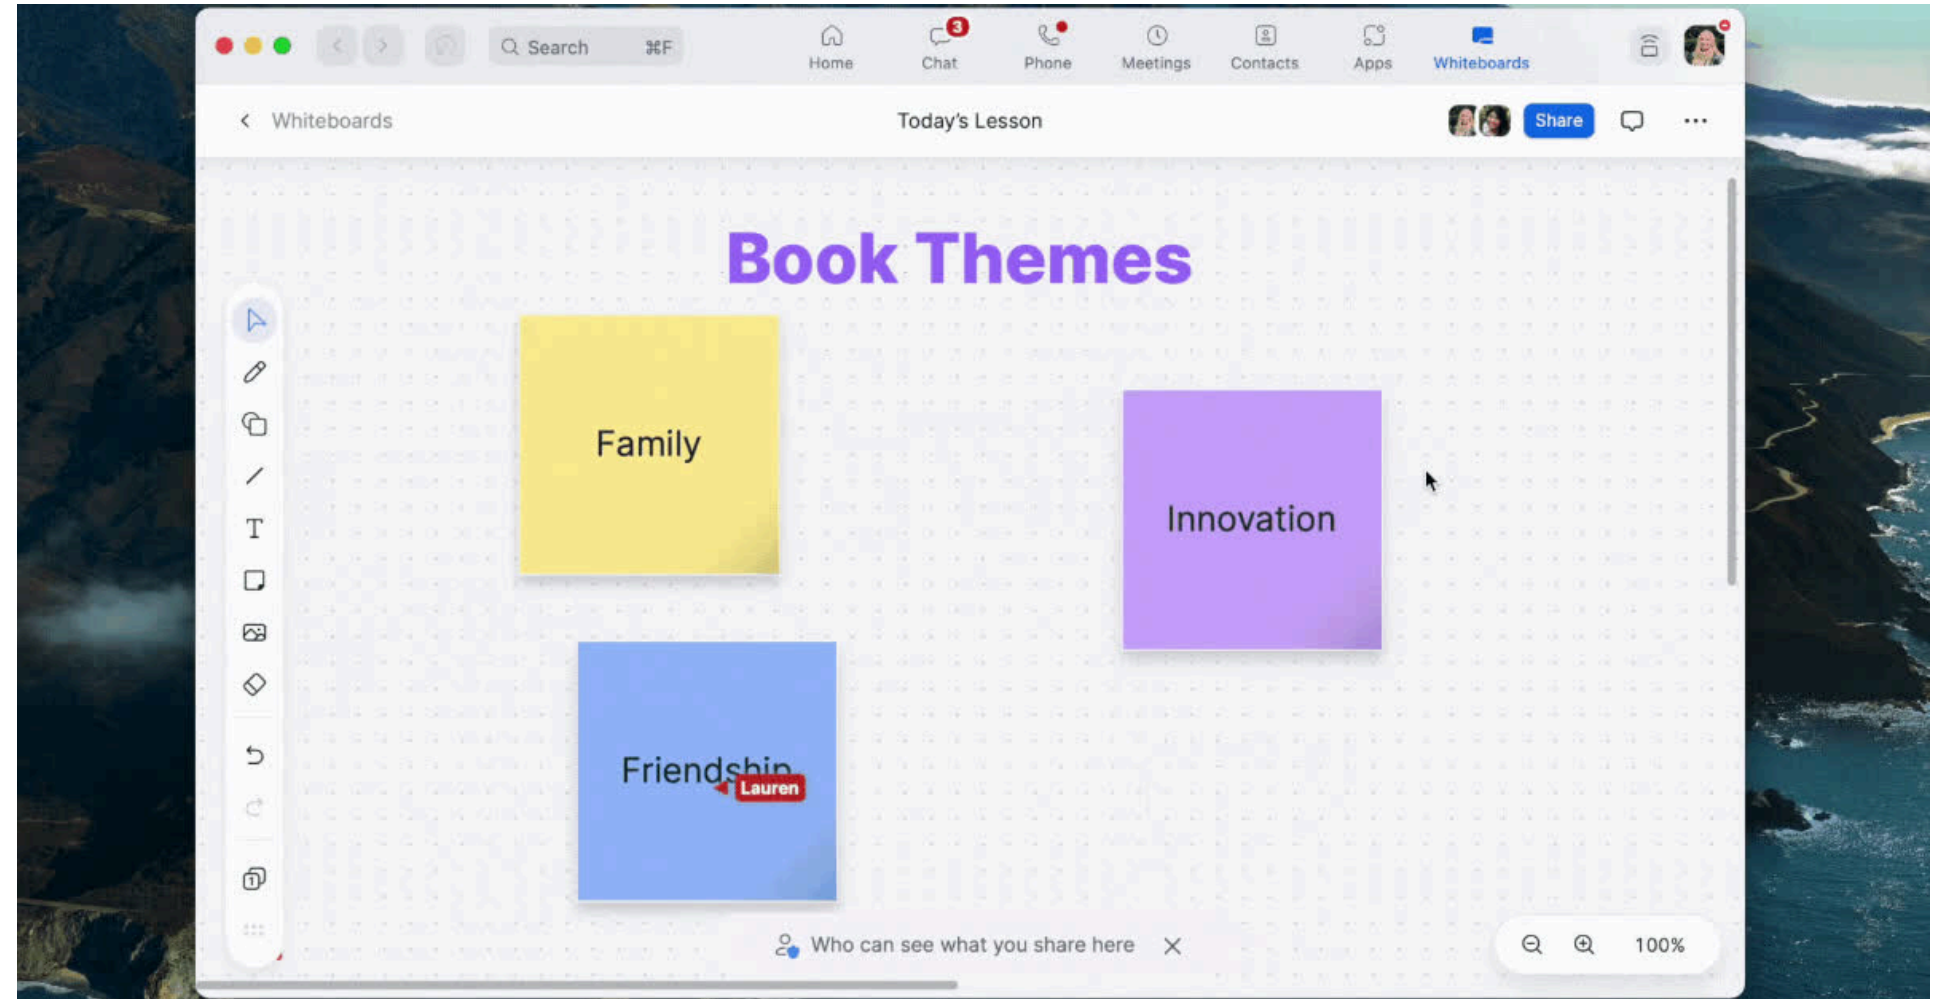 Search ⌘F
Home
Chat 3
Phone
Meetings
Contacts
Apps
Whiteboards
Whiteboards
Today's Lesson
Share
Book Themes
Family
Innovation
Friendship
Lauren
T
1
Who can see what you share here
100%